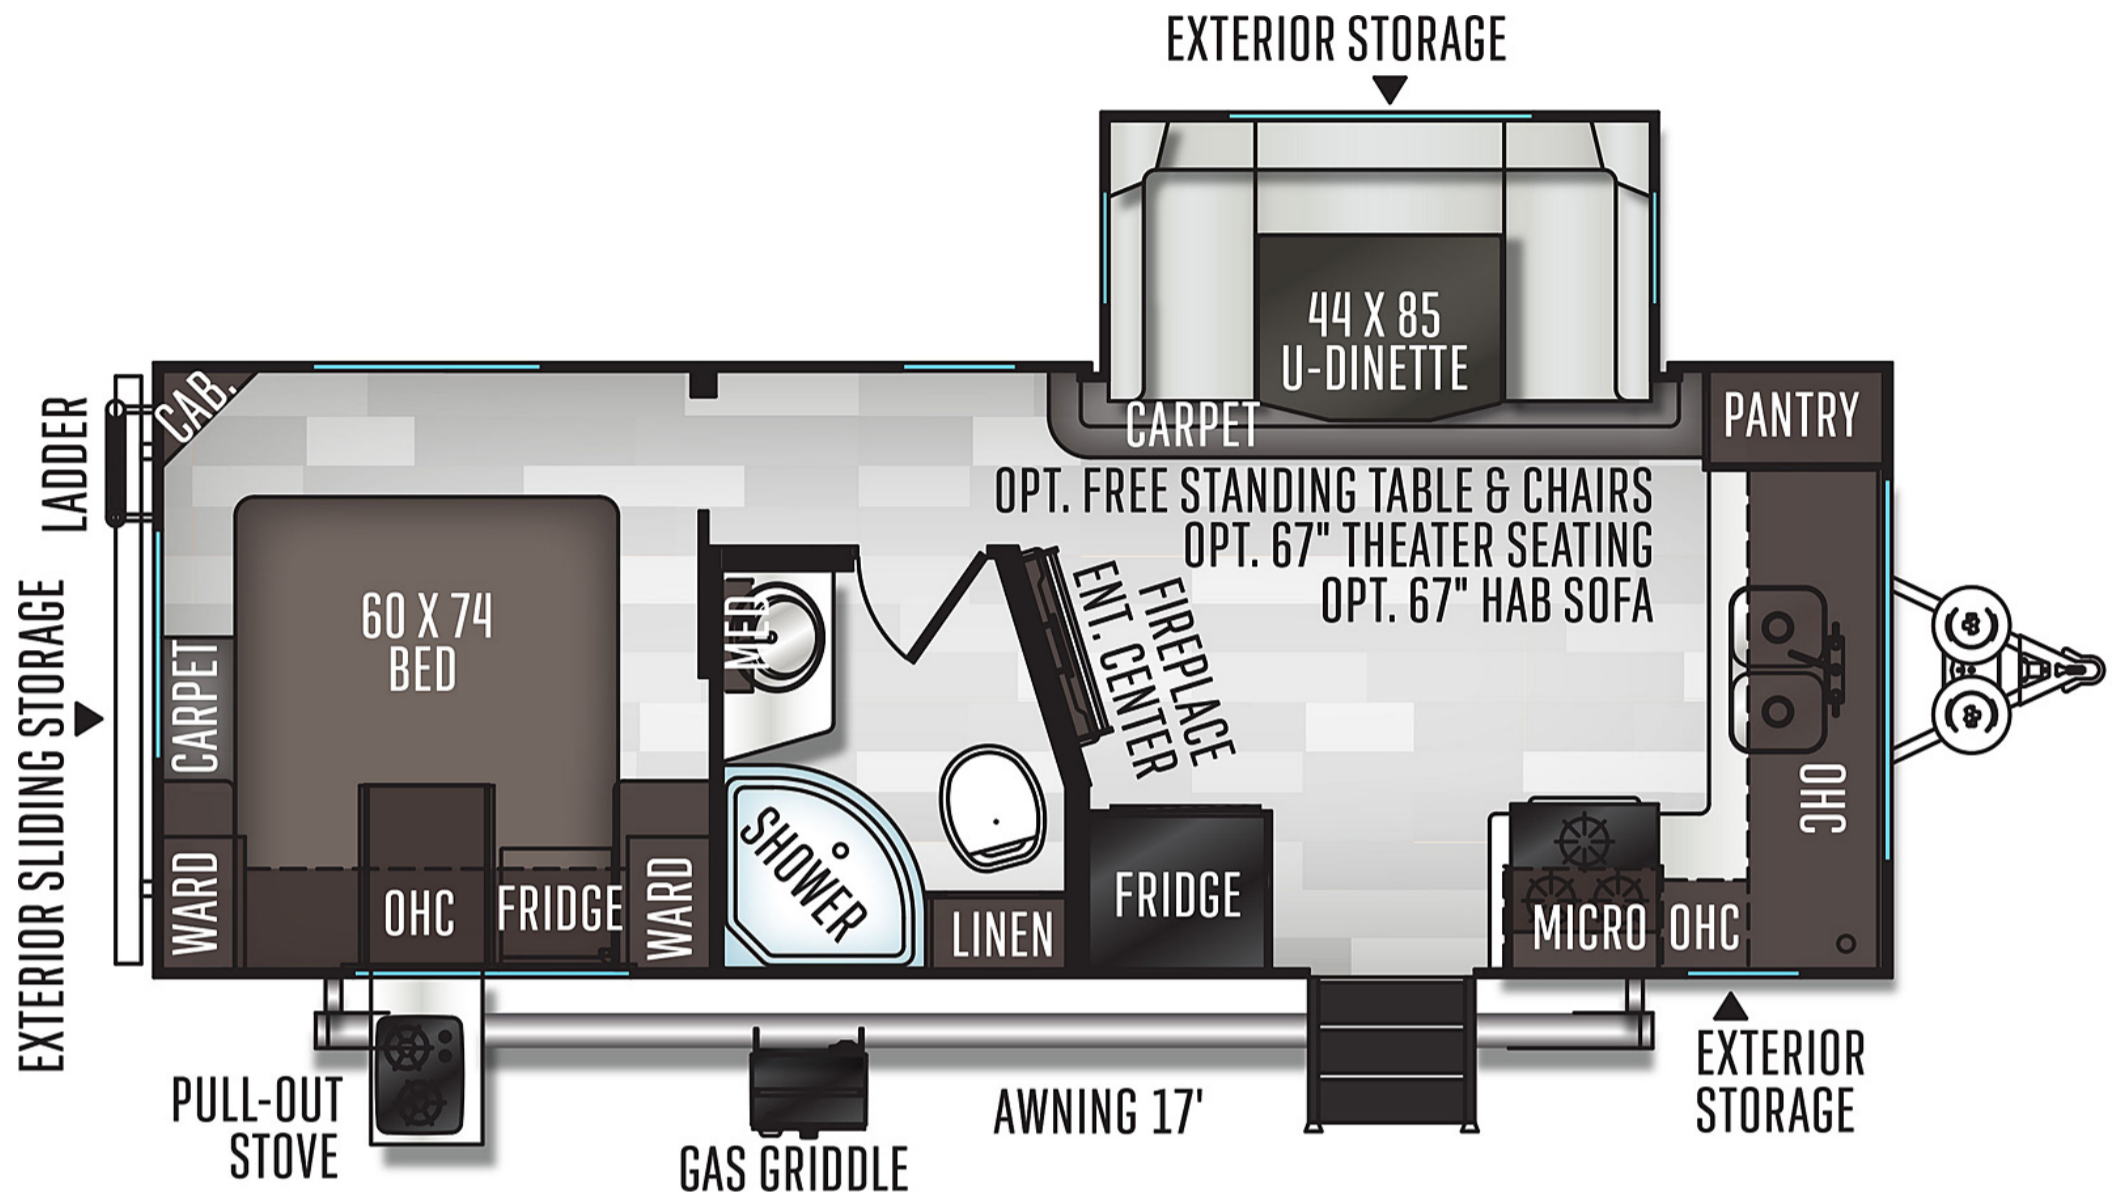 EXTERIOR STORAGE
44 X 85
U-DINETTE
CAB.
LADDER
CARPET
PANTRY
OPT. FREE STANDING TABLE & CHAIRS
OPT. 67" THEATER SEATING
OPT. 67" HAB SOFA
60 X 74
BED
MED
FIREPLACE
ENT. CENTER
EXTERIOR SLIDING STORAGE
CARPET
OHC
SHOWER
WARD
OHC
FRIDGE
WARD
LINEN
FRIDGE
MICRO
OHC
PULL-OUT
STOVE
GAS GRIDDLE
AWNING 17'
EXTERIOR
STORAGE